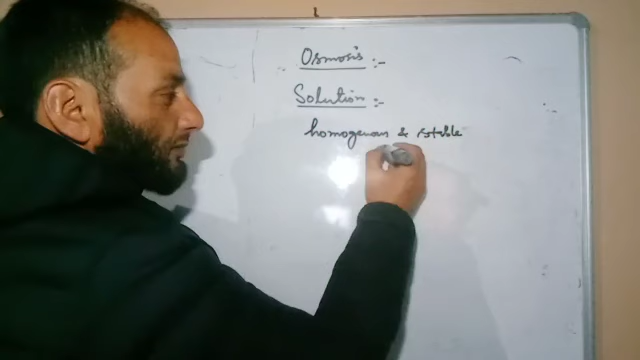 Osmosis :-
Solution :-
homogenous & stable